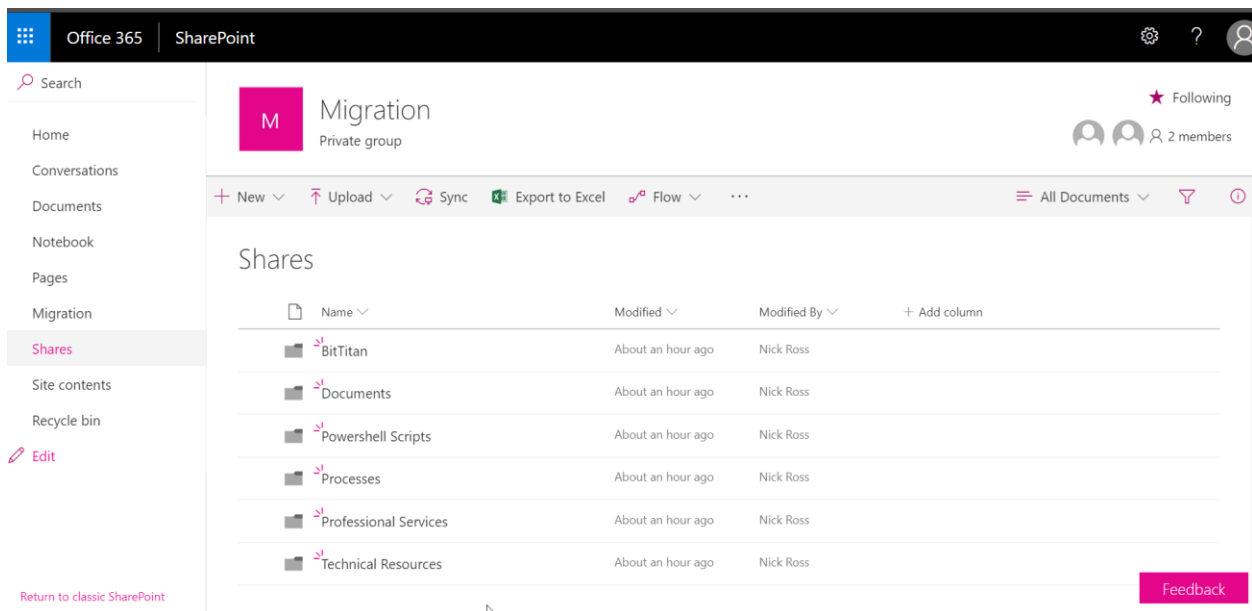 Office 365 SharePoint
?
Search
Home
Conversations
Documents
Notebook
Pages
Migration
Shares
Site contents
Recycle bin
Edit
Return to classic SharePoint
M
Migration
Private group
Following
2 members
New Upload Sync Export to Excel Flow ... All Documents
Shares
Name Modified Modified By + Add column
BitTitan About an hour ago Nick Ross
Documents About an hour ago Nick Ross
Powershell Scripts About an hour ago Nick Ross
Processes About an hour ago Nick Ross
Professional Services About an hour ago Nick Ross
Technical Resources About an hour ago Nick Ross
Feedback